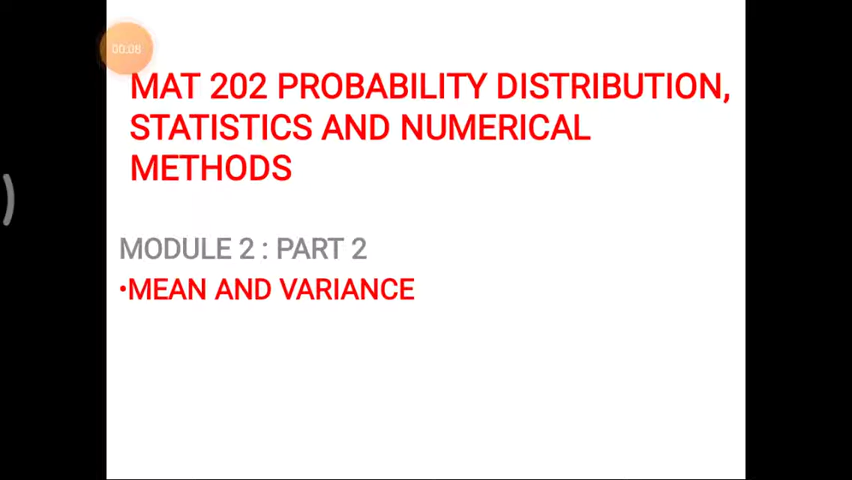 00:08
MAT 202 PROBABILITY DISTRIBUTION,
STATISTICS AND NUMERICAL
METHODS
MODULE 2 : PART 2
•MEAN AND VARIANCE